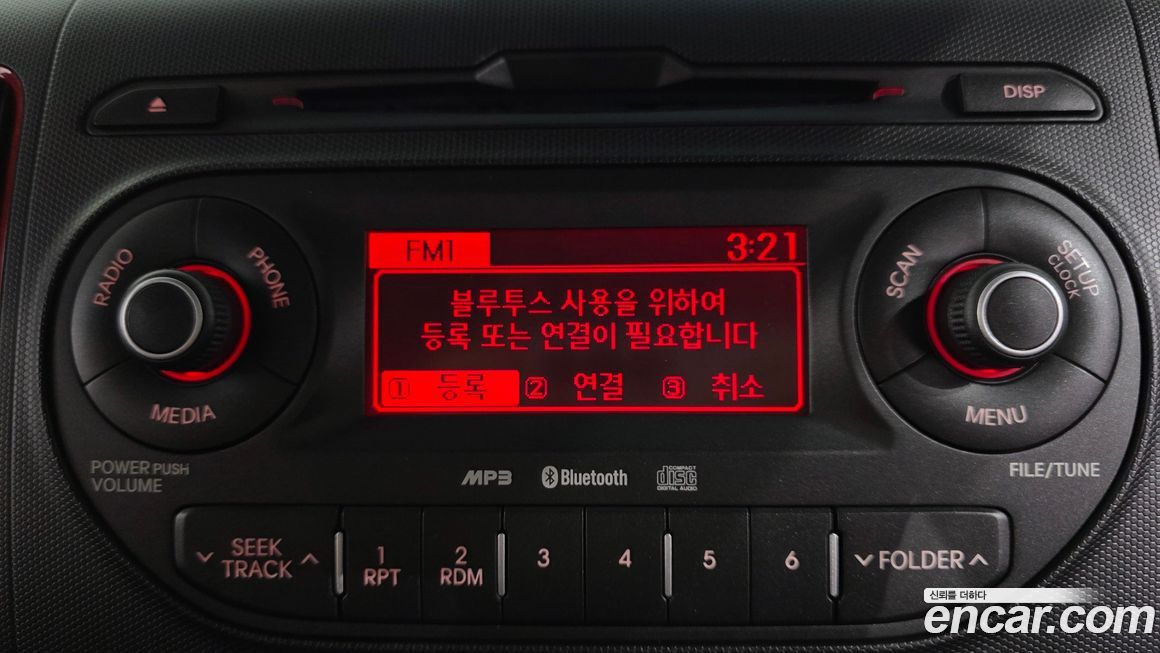 DISP
RADIO
PHONE
MEDIA
POWER PUSH
VOLUME
FM1 3:21
블루투스 사용을 위하여
등록 또는 연결이 필요합니다
1 등록 2 연결 3 취소
SCAN
SETUP
CLOCK
MENU
FILE/TUNE
MP3 Bluetooth COMPACT disc DIGITAL AUDIO
SEEK
TRACK
1
RPT
2
RDM
3
4
5
6
FOLDER
신뢰를 더하다
encar.com